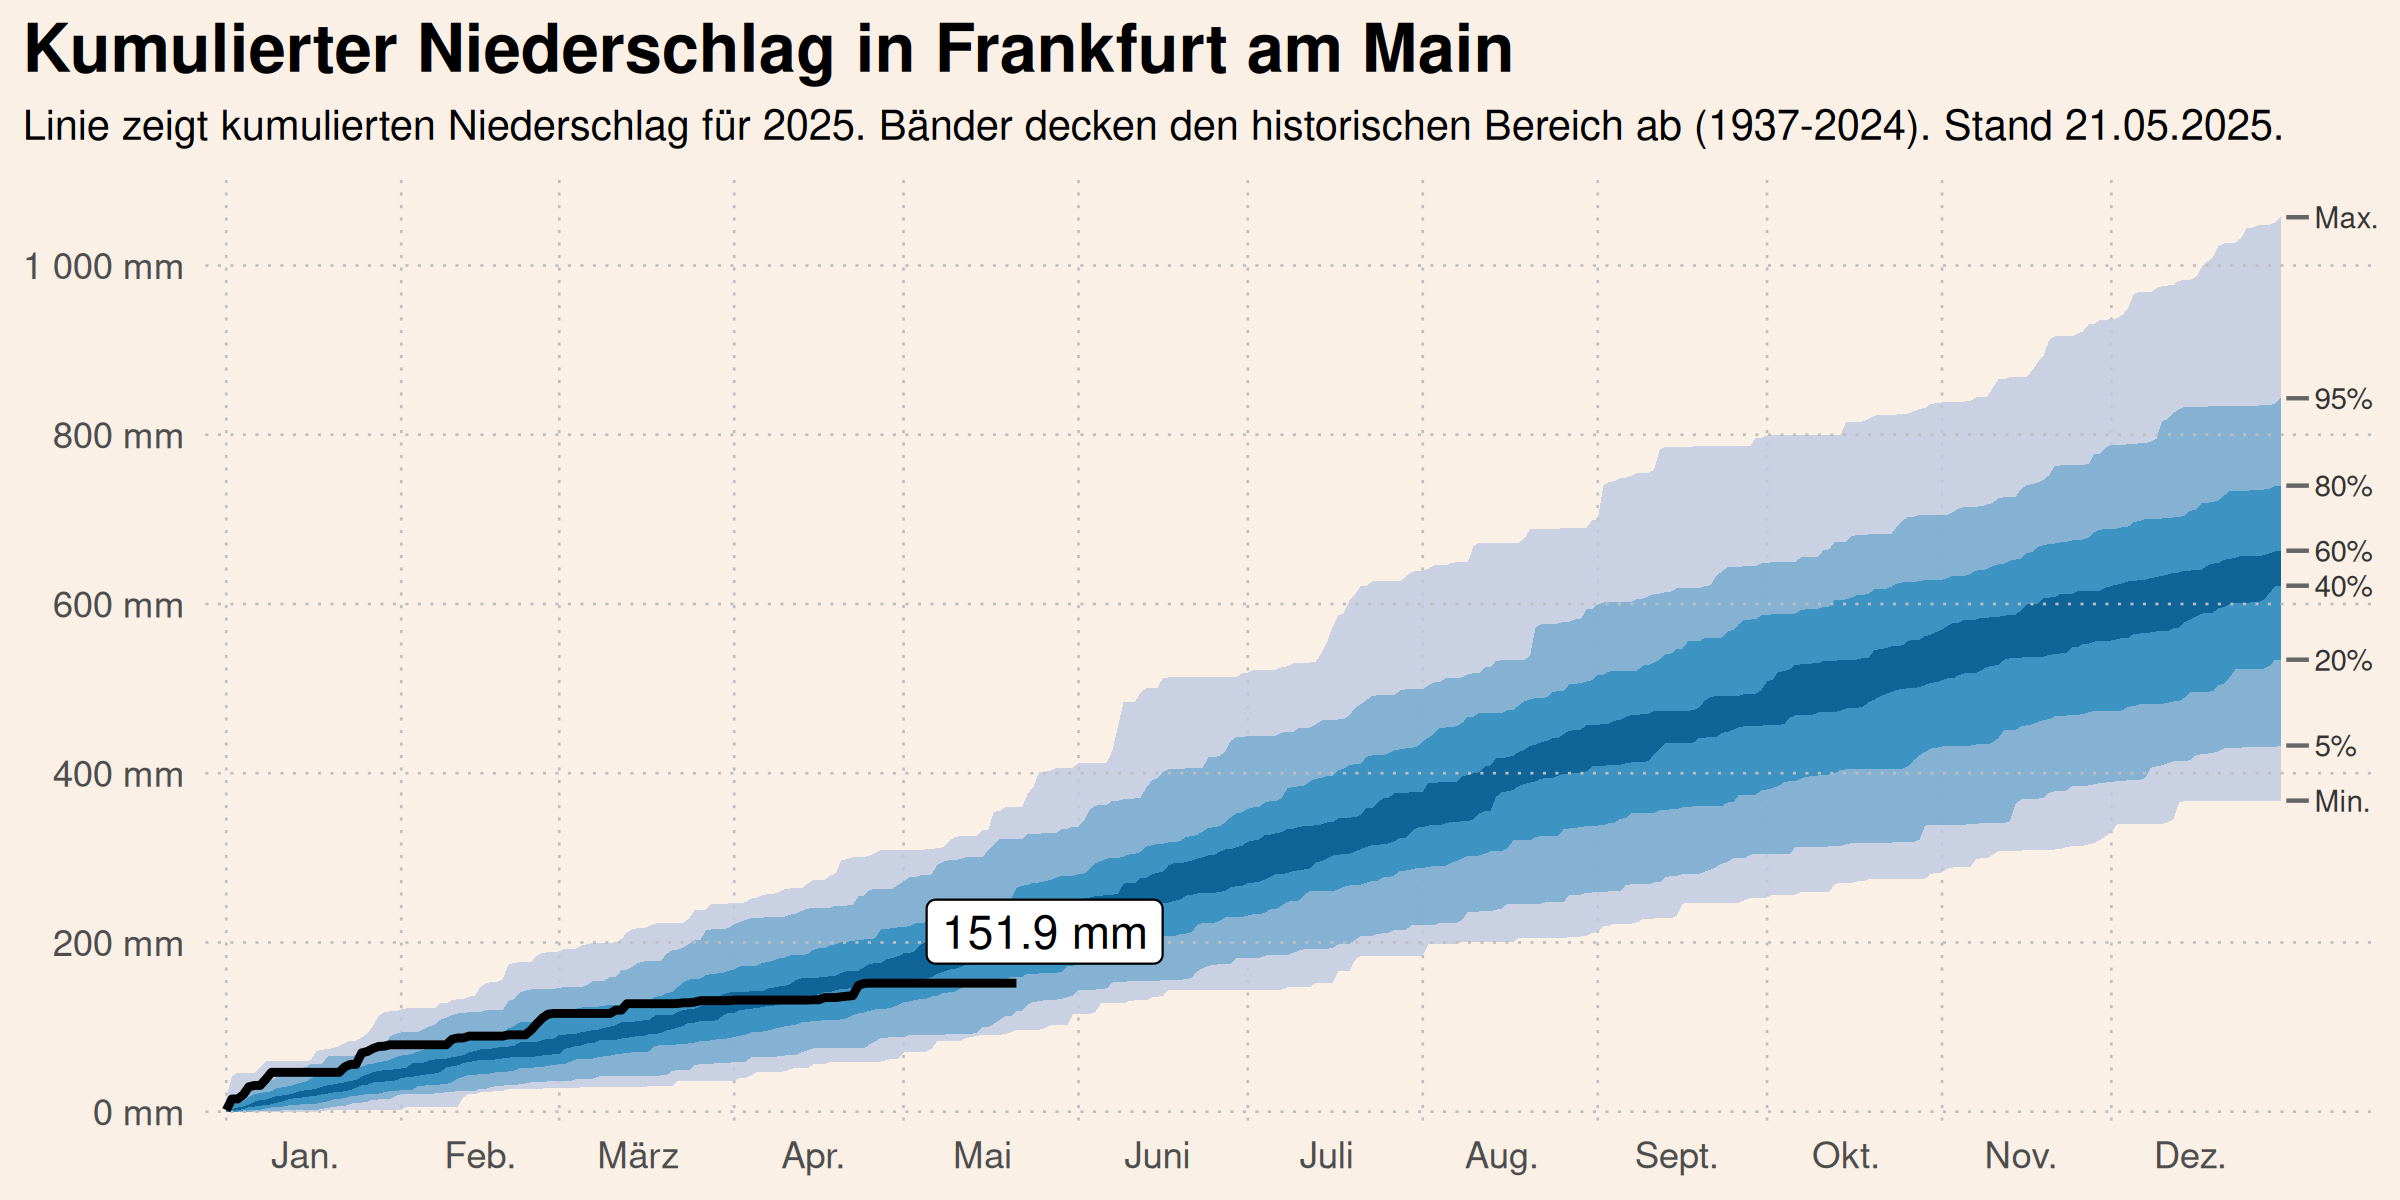 Kumulierter Niederschlag in Frankfurt am Main
Linie zeigt kumulierten Niederschlag für 2025. Bänder decken den historischen Bereich ab (1937-2024). Stand 21.05.2025.
Max.
1 000 mm
95%
800 mm
80%
60%
40%
600 mm
20%
5%
400 mm
Min.
151.9 mm
200 mm
0 mm
Jan. Feb. März Apr. Mai Juni Juli Aug. Sept. Okt. Nov. Dez.